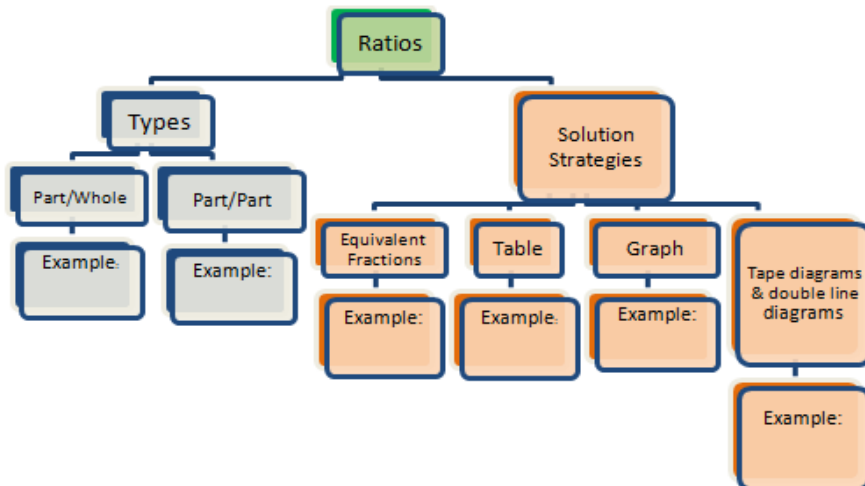 Ratios
Types
Solution
Strategies
Part/Whole
Part/Part
Equivalent
Fractions
Table
Graph
Tape diagrams
& double line
diagrams
Example:
Example:
Example:
Example:
Example:
Example: